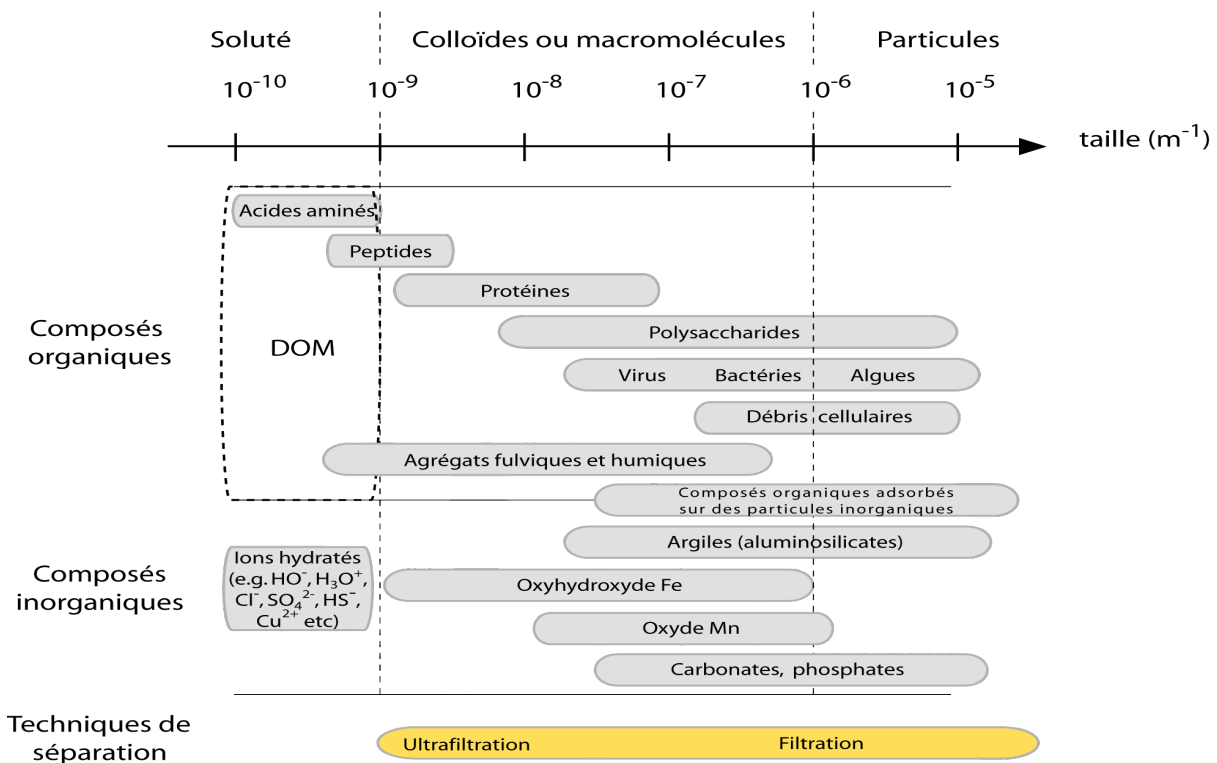 Soluté Colloïdes ou macromolécules Particules
10⁻¹⁰ 10⁻⁹ 10⁻⁸ 10⁻⁷ 10⁻⁶ 10⁻⁵
taille (m⁻¹)
Acides aminés
Peptides
Protéines
Composés
organiques
DOM
Polysaccharides
Virus Bactéries Algues
Débris cellulaires
Agrégats fulviques et humiques
Composés organiques adsorbés
sur des particules inorganiques
Composés
inorganiques
Ions hydratés
(e.g. HO⁻, H₃O⁺,
Cl⁻, SO₄²⁻, HS⁻,
Cu²⁺ etc)
Argiles (aluminosilicates)
Oxyhydroxyde Fe
Oxyde Mn
Carbonates, phosphates
Techniques de
séparation
Ultrafiltration Filtration